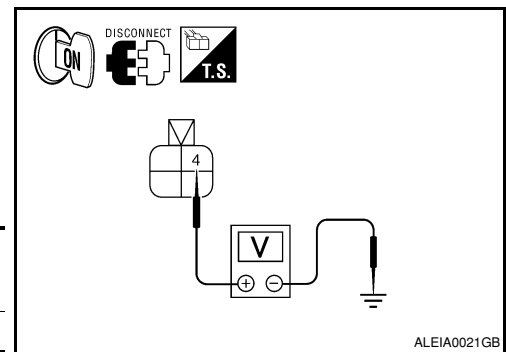 DISCONNECT
ON
T.S.
4
V
+ −
ALEIA0021GB